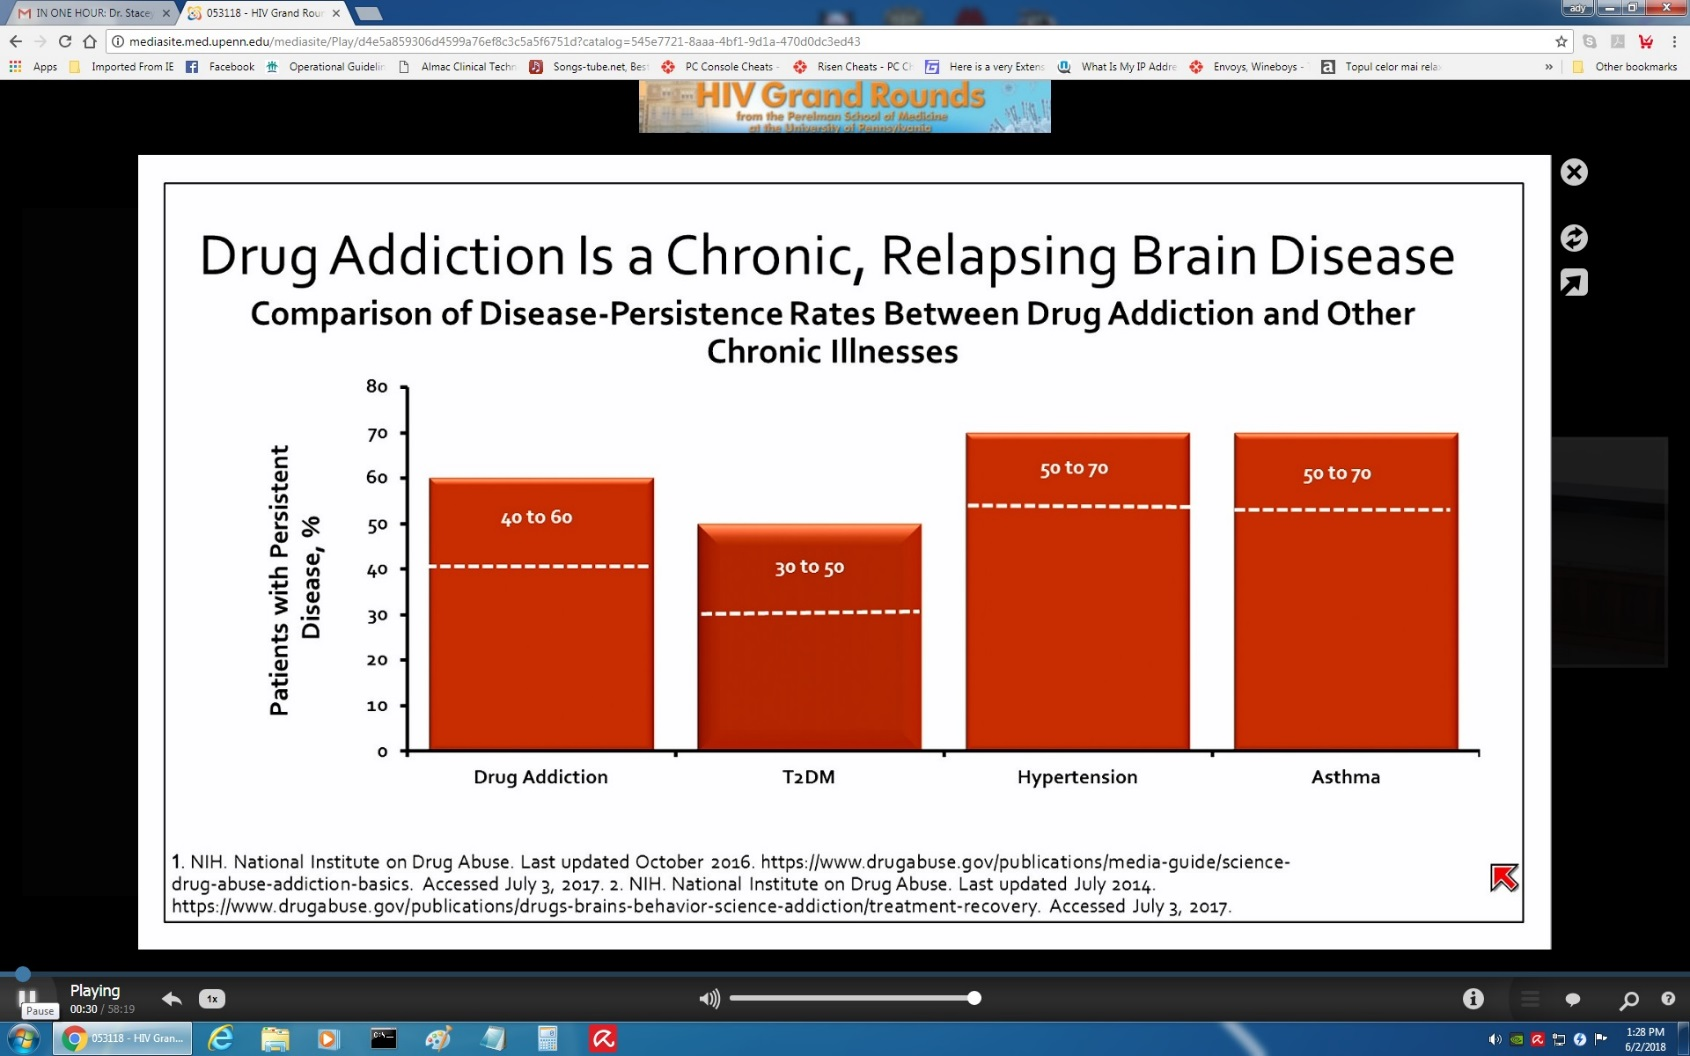 IN ONE HOUR: Dr. Stacey
053118 - HIV Grand Rour
ady
mediasite.med.upenn.edu/mediasite/Play/d4e5a859306d4599a76ef8c3c5a5f6751d?catalog=545e7721-8aaa-4bf1-9d1a-470d0dc3ed43
Apps Imported From IE Facebook Operational Guidelin Almac Clinical Techn Songs-tube.net, Bes PC Console Cheats - Risen Cheats - PC Ch Here is a very Extens What Is My IP Addre Envoys, Wineboys - Topul celor mai rela » Other bookmarks
HIV Grand Rounds
from the Perelman School of Medicine
at the University of Pennsylvania
Drug Addiction Is a Chronic, Relapsing Brain Disease
Comparison of Disease-Persistence Rates Between Drug Addiction and Other
Chronic Illnesses
Patients with Persistent
Disease, %
80
70
60
50
40
30
20
10
0
40 to 60
30 to 50
50 to 70
50 to 70
Drug Addiction T2DM Hypertension Asthma
1. NIH. National Institute on Drug Abuse. Last updated October 2016. https://www.drugabuse.gov/publications/media-guide/science-
drug-abuse-addiction-basics. Accessed July 3, 2017. 2. NIH. National Institute on Drug Abuse. Last updated July 2014.
https://www.drugabuse.gov/publications/drugs-brains-behavior-science-addiction/treatment-recovery. Accessed July 3, 2017.
Playing
00:30 / 58:19
1x
Pause
053118 - HIV Gran...
1:28 PM
6/2/2018